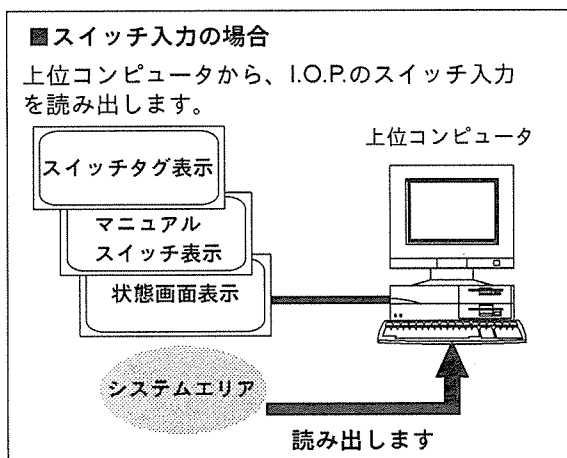 ■スイッチ入力の場合
上位コンピュータから、I.O.P.のスイッチ入力
を読み出します。
上位コンピュータ
スイッチタグ表示
マニュアル
スイッチ表示
状態画面表示
システムエリア
読み出します